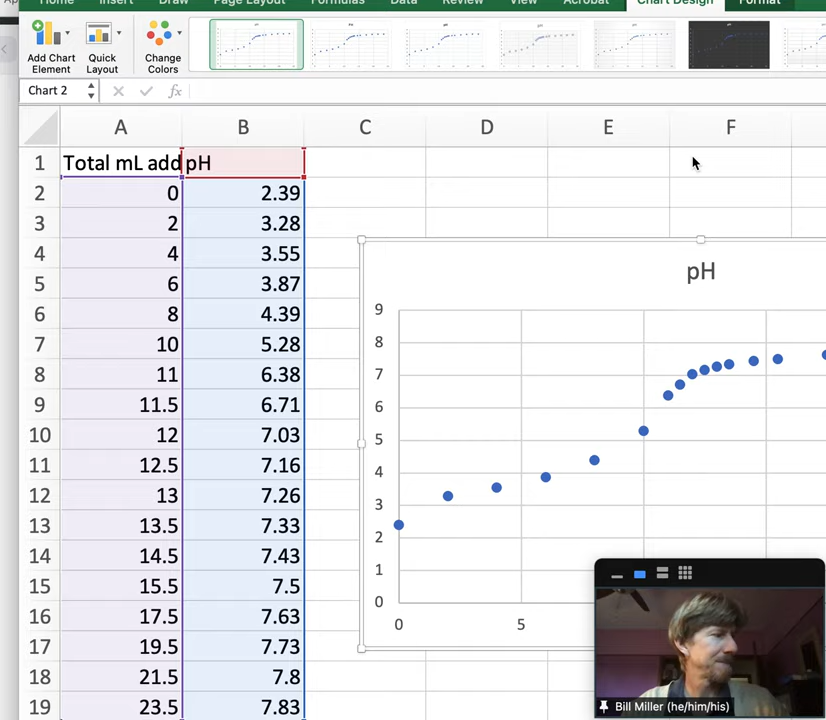 Home Insert Draw Page Layout Formulas Data Review View Acrobat Chart Design Format
Add Chart Element
Quick Layout
Change Colors
Chart 2
fx
A B C D E F
1 Total mL add pH
2 0 2.39
3 2 3.28
4 4 3.55
5 6 3.87
6 8 4.39
7 10 5.28
8 11 6.38
9 11.5 6.71
10 12 7.03
11 12.5 7.16
12 13 7.26
13 13.5 7.33
14 14.5 7.43
15 15.5 7.5
16 17.5 7.63
17 19.5 7.73
18 21.5 7.8
19 23.5 7.83
pH
9
8
7
6
5
4
3
2
1
0
0 5
Bill Miller (he/him/his)